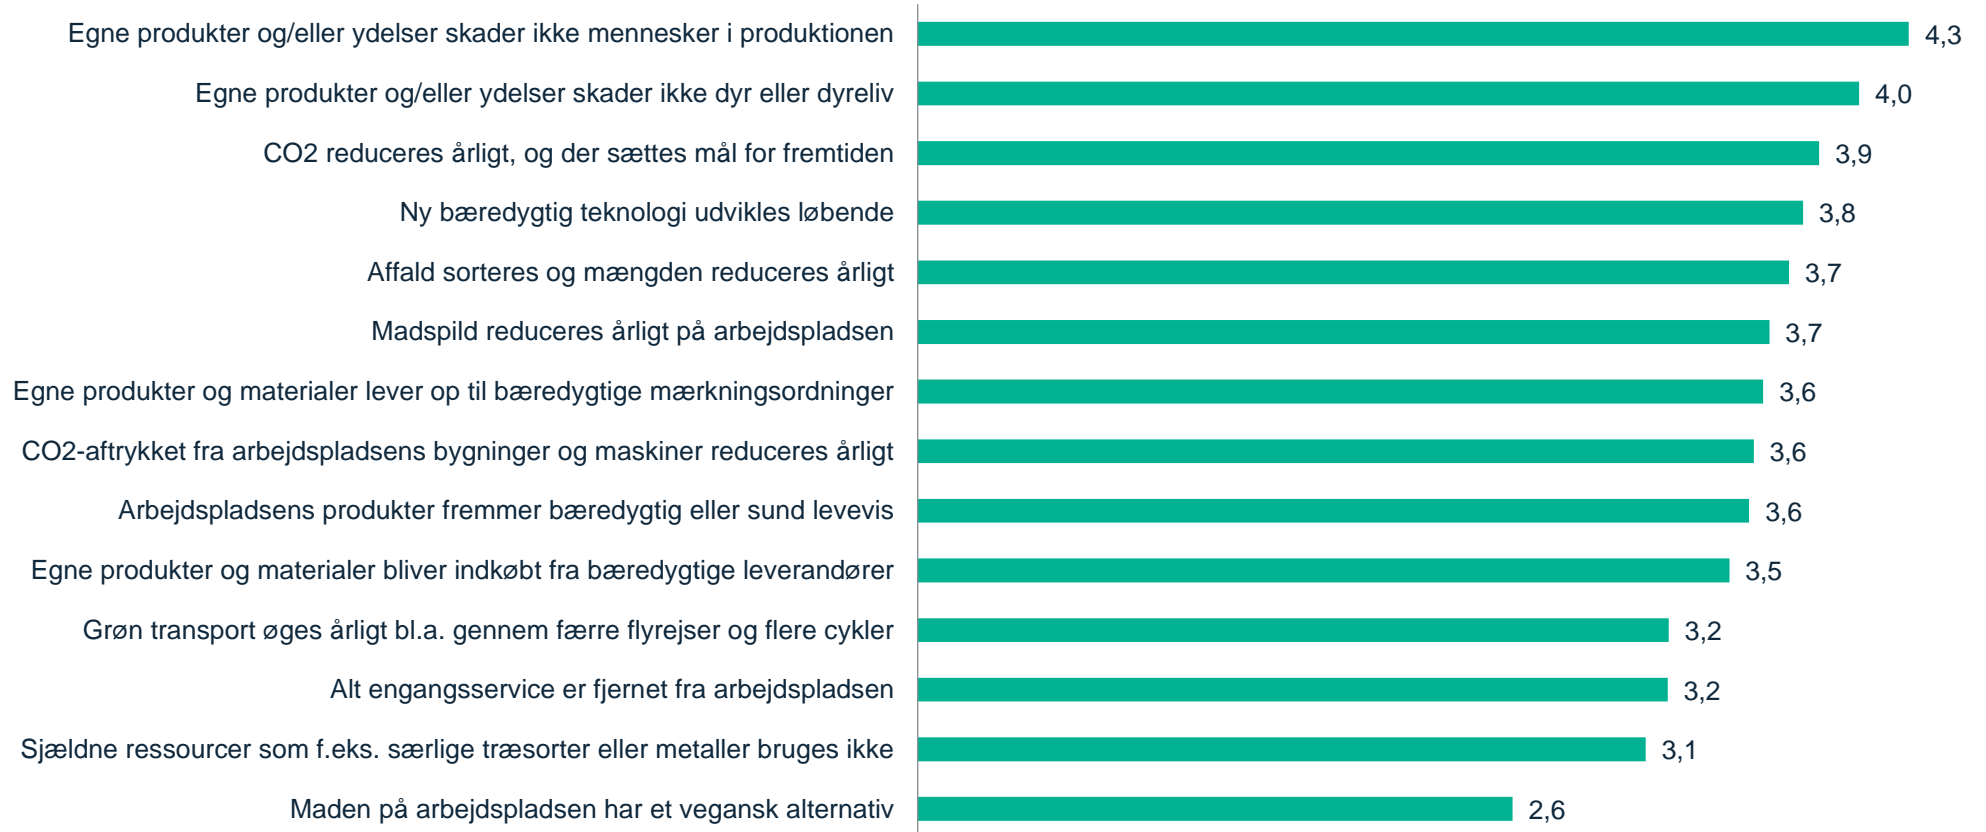 Egne produkter og/eller ydelser skader ikke mennesker i produktionen 4,3
Egne produkter og/eller ydelser skader ikke dyr eller dyreliv 4,0
CO2 reduceres årligt, og der sættes mål for fremtiden 3,9
Ny bæredygtig teknologi udvikles løbende 3,8
Affald sorteres og mængden reduceres årligt 3,7
Madspild reduceres årligt på arbejdspladsen 3,7
Egne produkter og materialer lever op til bæredygtige mærkningsordninger 3,6
CO2-aftrykket fra arbejdspladsens bygninger og maskiner reduceres årligt 3,6
Arbejdspladsens produkter fremmer bæredygtig eller sund levevis 3,6
Egne produkter og materialer bliver indkøbt fra bæredygtige leverandører 3,5
Grøn transport øges årligt bl.a. gennem færre flyrejser og flere cykler 3,2
Alt engangsservice er fjernet fra arbejdspladsen 3,2
Sjældne ressourcer som f.eks. særlige træsorter eller metaller bruges ikke 3,1
Maden på arbejdspladsen har et vegansk alternativ 2,6